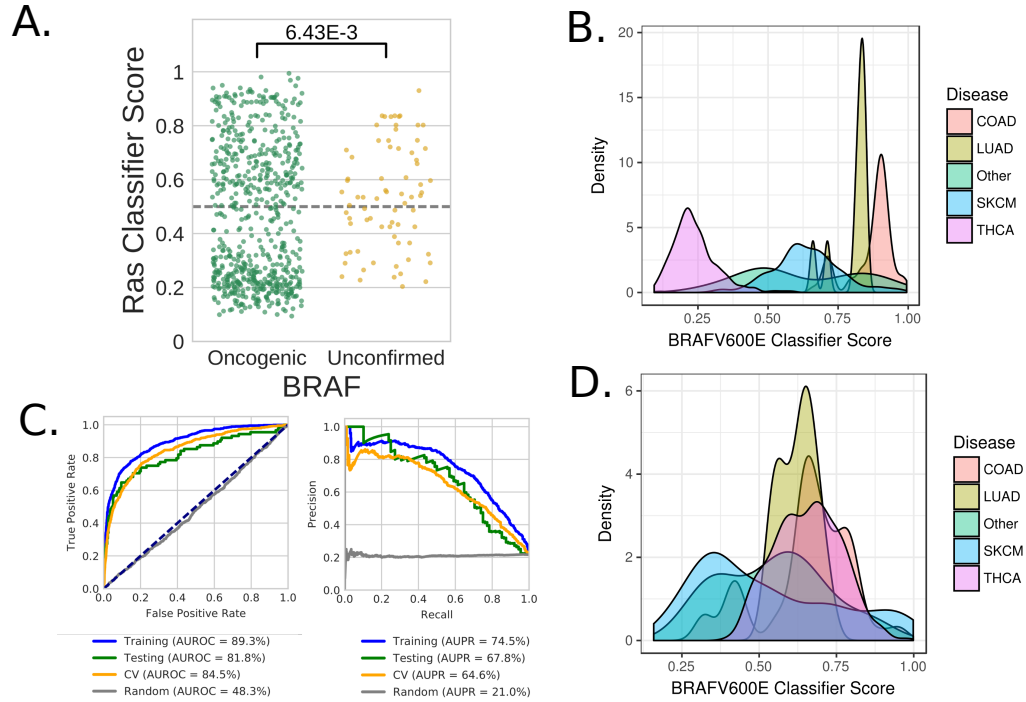 A.
6.43E-3
Ras Classifier Score
1
0.8
0.6
0.4
0.2
0
Oncogenic Unconfirmed
BRAF
B.
Density
20
15
10
5
0
0.25 0.50 0.75 1.00
BRAFV600E Classifier Score
Disease
COAD
LUAD
Other
SKCM
THCA
C.
True Positive Rate
1.0
0.8
0.6
0.4
0.2
0.0
0.0 0.2 0.4 0.6 0.8 1.0
False Positive Rate
Training (AUROC = 89.3%)
Testing (AUROC = 81.8%)
CV (AUROC = 84.5%)
Random (AUROC = 48.3%)
Precision
1.0
0.8
0.6
0.4
0.2
0.0
0.0 0.2 0.4 0.6 0.8 1.0
Recall
Training (AUPR = 74.5%)
Testing (AUPR = 67.8%)
CV (AUPR = 64.6%)
Random (AUPR = 21.0%)
D.
Density
6
4
2
0
0.25 0.50 0.75 1.00
BRAFV600E Classifier Score
Disease
COAD
LUAD
Other
SKCM
THCA